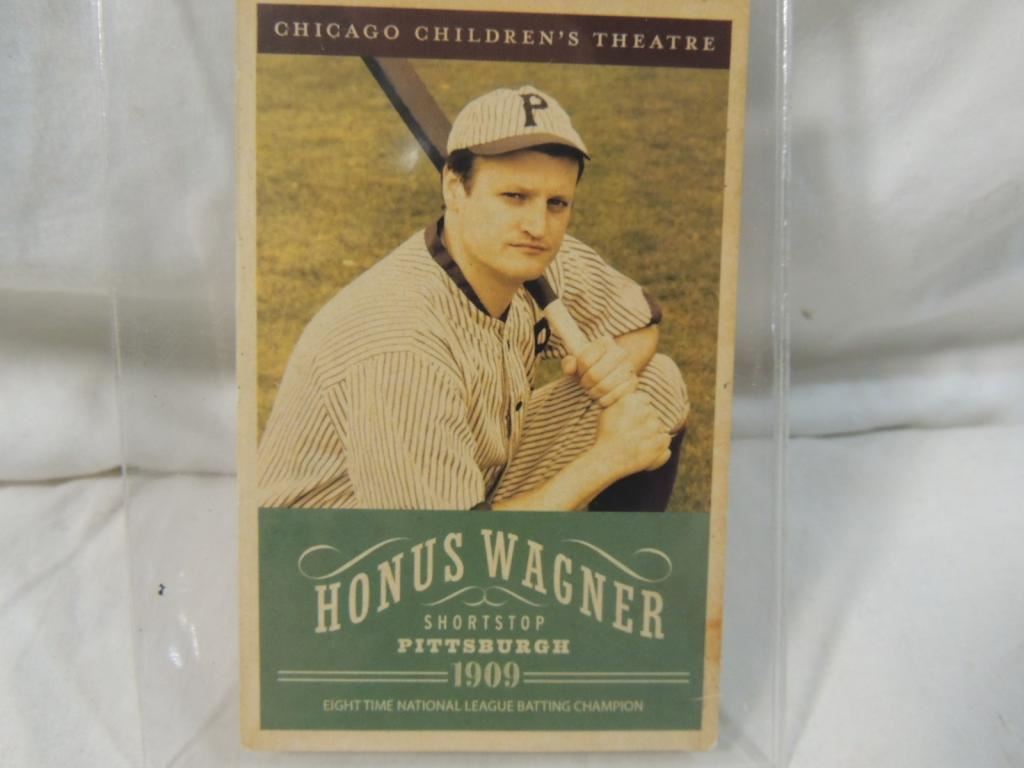 CHICAGO CHILDREN'S THEATRE
P
P
HONUS WAGNER
SHORTSTOP
PITTSBURGH
1909
EIGHT TIME NATIONAL LEAGUE BATTING CHAMPION